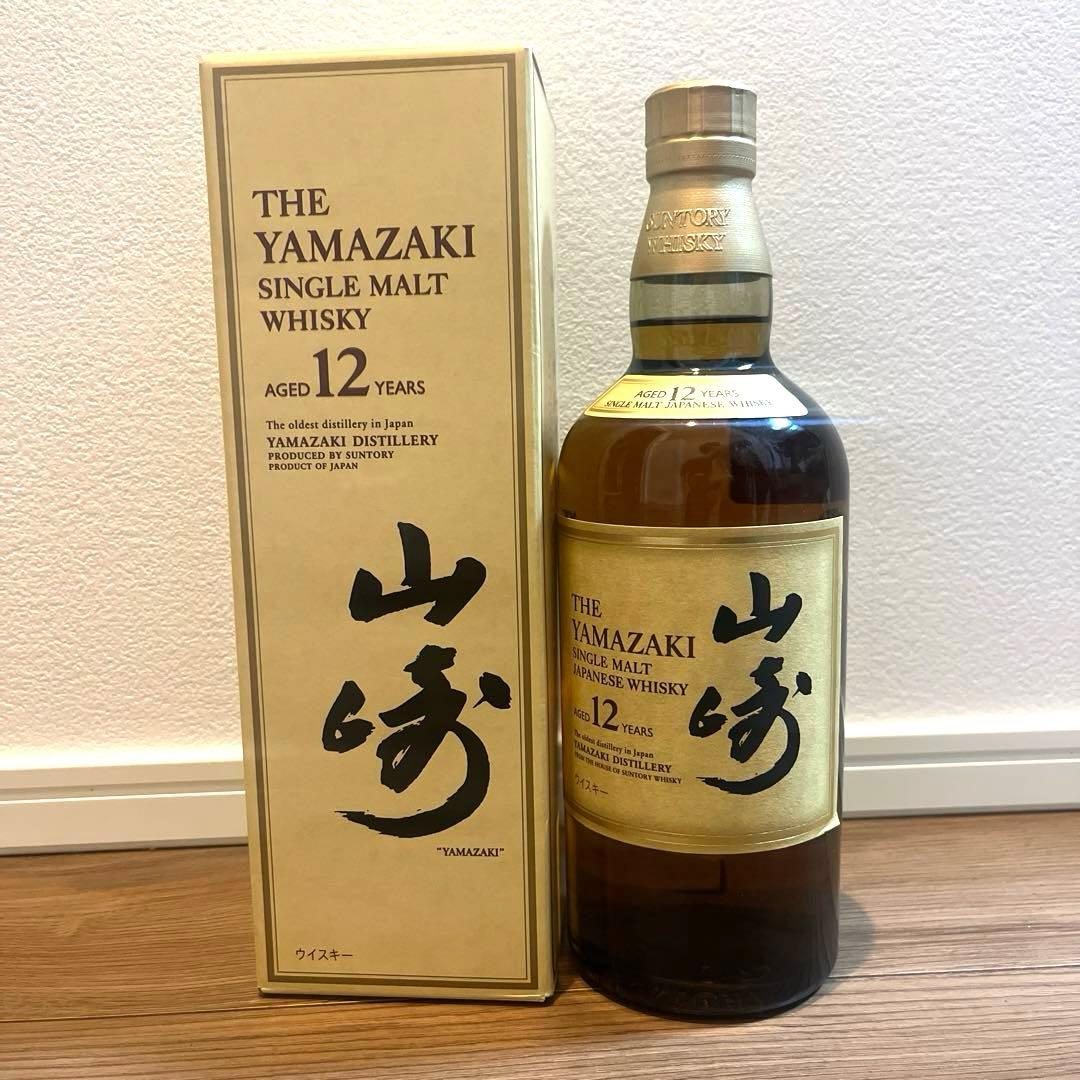 THE
YAMAZAKI
SINGLE MALT
WHISKY
AGED 12 YEARS
The oldest distillery in Japan
YAMAZAKI DISTILLERY
PRODUCED BY SUNTORY
PRODUCT OF JAPAN
山
崎
"YAMAZAKI"
ウイスキー
SUNTORY
WHISKY
AGED 12 YEARS
SINGLE MALT JAPANESE WHISKY
THE
YAMAZAKI
SINGLE MALT
JAPANESE WHISKY
AGED 12 YEARS
The oldest distillery in Japan
YAMAZAKI DISTILLERY
FROM THE HOUSE OF SUNTORY WHISKY
山
崎
ウイスキー